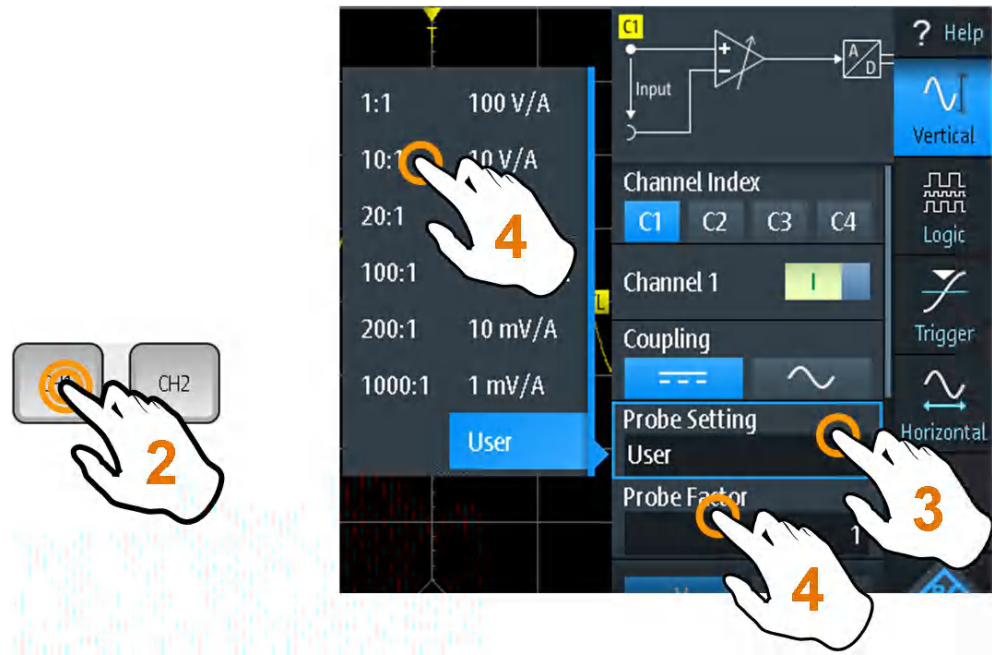 CH2
2
T
C1
Input
+
−
A
D
? Help
Vertical
Logic
Trigger
Horizontal
1:1 100 V/A
10:1 10 V/A
20:1
100:1
200:1 10 mV/A
1000:1 1 mV/A
User
4
Channel Index
C1 C2 C3 C4
Channel 1 I
Coupling
Probe Setting
User
Probe Factor
1
3
4